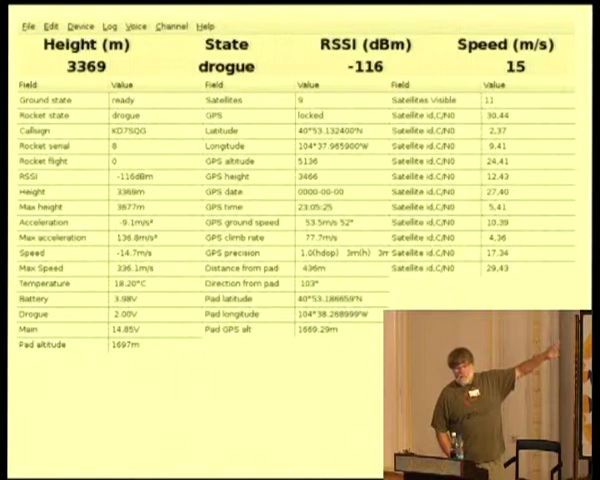 File Edit Device Log Voice Channel Help
Height (m) State RSSI (dBm) Speed (m/s)
3369 drogue -116 15
Field Value Field Value Field Value
Ground state ready Satellites 9 Satellites Visible 11
Rocket state drogue GPS locked Satellite id,C/N0 30,44
Callsign KD7SQG Latitude 40°53.132400'N Satellite id,C/N0 2,37
Rocket serial 8 Longitude 104°37.965900'W Satellite id,C/N0 9,41
Rocket flight 0 GPS altitude 5136 Satellite id,C/N0 24,41
RSSI -116dBm GPS height 3466 Satellite id,C/N0 12,43
Height 3369m GPS date 0000-00-00 Satellite id,C/N0 27,40
Max height 3677m GPS time 23:05:25 Satellite id,C/N0 5,41
Acceleration -9.1m/s² GPS ground speed 53.5m/s 52° Satellite id,C/N0 10,39
Max acceleration 136.8m/s² GPS climb rate 77.7m/s Satellite id,C/N0 4,36
Speed -14.7m/s GPS precision 1.0(hdop) 3m(h) 3m Satellite id,C/N0 17,34
Max Speed 336.1m/s Distance from pad 436m Satellite id,C/N0 29,43
Temperature 18.20°C Direction from pad 103°
Battery 3.98V Pad latitude 40°53.186659'N
Drogue 2.00V Pad longitude 104°38.268999'W
Main 14.85V Pad GPS alt 1669.29m
Pad altitude 1697m